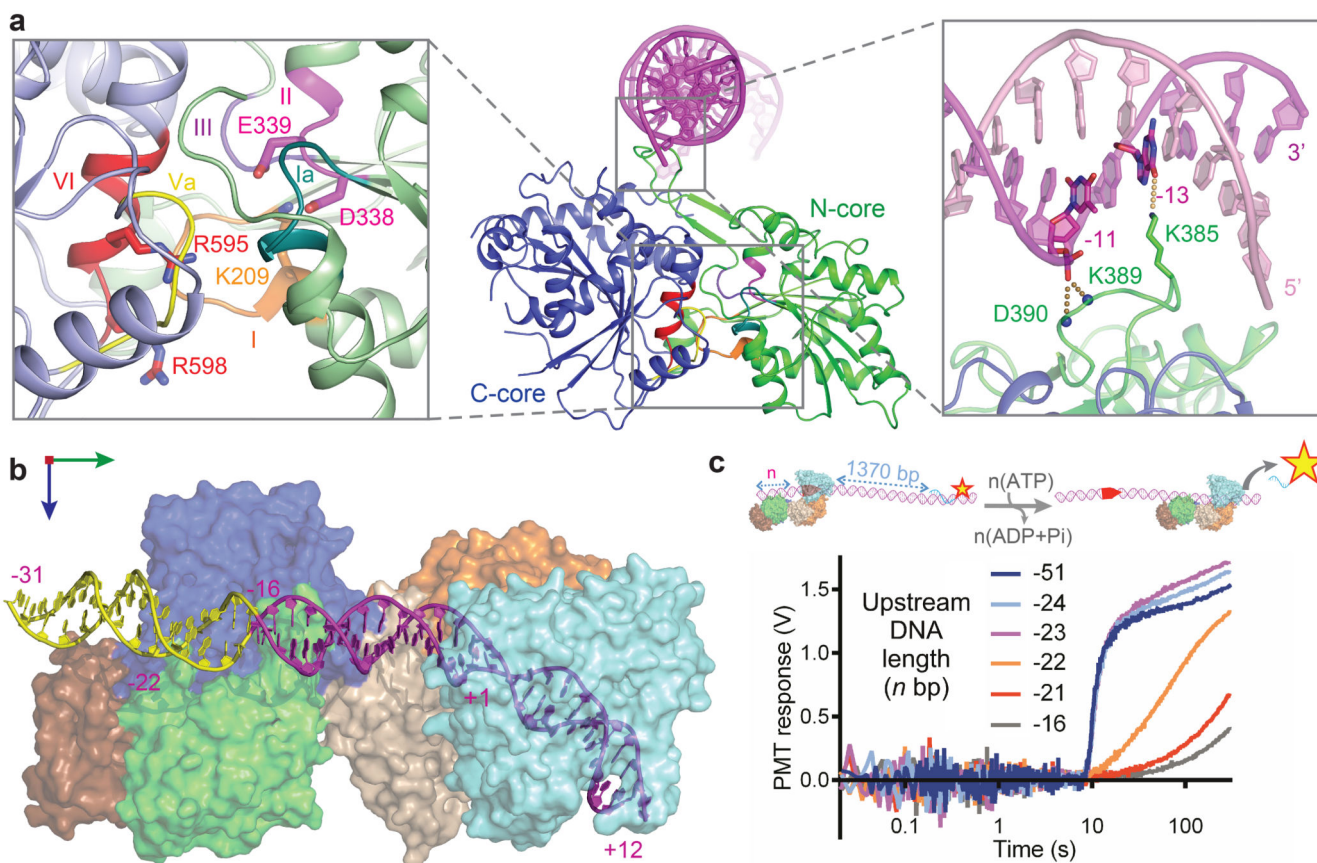 a
II
III
E339
VI
Va
Ia
D338
R595
K209
I
R598
N-core
C-core
3’
-13
-11
K385
K389
D390
5’
b
-31
-16
-22
+1
+12
c
n
1370 bp
n(ATP)
n(ADP+Pi)
PMT response (V)
1.5
1.0
0.5
0.0
Upstream
DNA
length
(n bp)
-51
-24
-23
-22
-21
-16
0.1
1
10
100
Time (s)